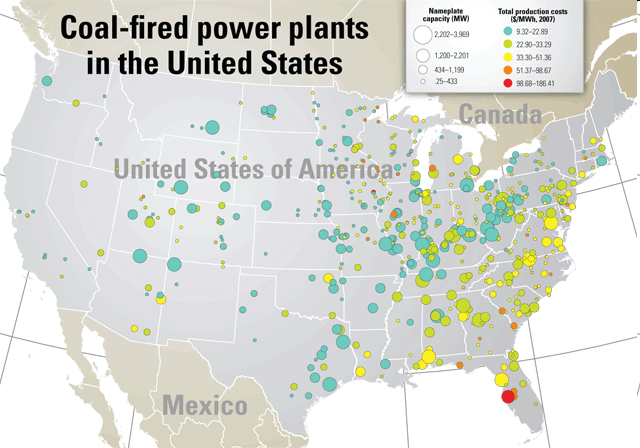 Coal-fired power plants
in the United States
Nameplate
capacity (MW)
2,202–3,969
1,200–2,201
434–1,199
.25–433
Total production costs
($/MWh, 2007)
9.32–22.89
22.90–33.29
33.30–51.36
51.37–98.67
98.68–186.41
Canada
United States of America
Mexico